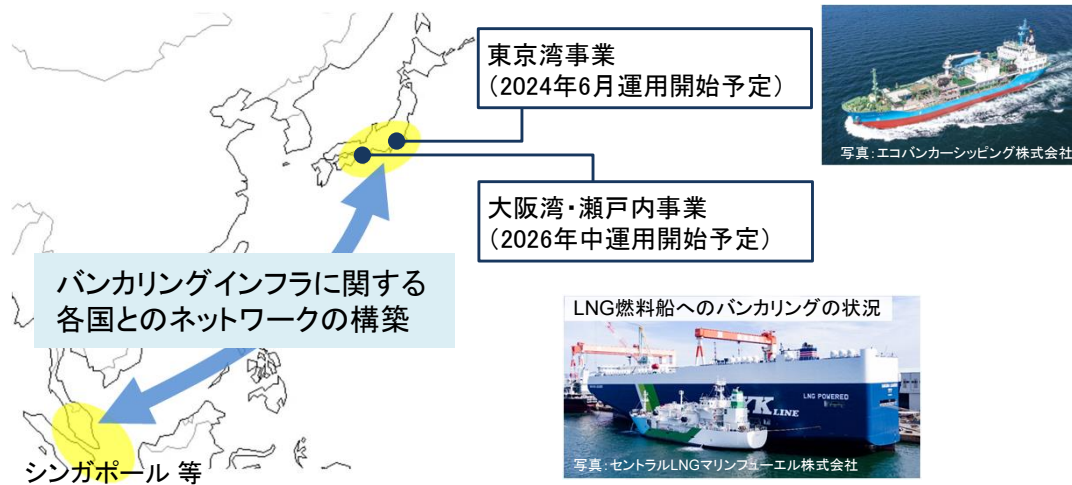 東京湾事業
（2024年6月運用開始予定）
写真：エコバンカーシッピング株式会社
大阪湾・瀬戸内事業
（2026年中運用開始予定）
バンカリングインフラに関する
各国とのネットワークの構築
LNG燃料船へのバンカリングの状況
LNG POWERED
YK LINE
写真：セントラルLNGマリンフューエル株式会社
シンガポール 等